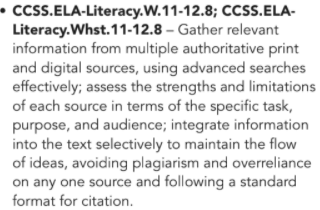 • CCSS.ELA-Literacy.W.11-12.8; CCSS.ELA-
Literacy.Whst.11-12.8 – Gather relevant
information from multiple authoritative print
and digital sources, using advanced searches
effectively; assess the strengths and limitations
of each source in terms of the specific task,
purpose, and audience; integrate information
into the text selectively to maintain the flow
of ideas, avoiding plagiarism and overreliance
on any one source and following a standard
format for citation.